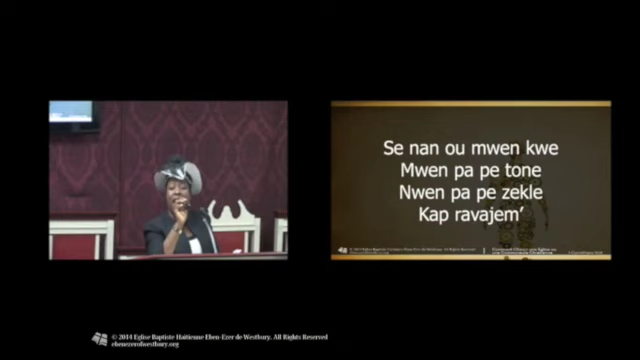 Se nan ou mwen kwe
Mwen pa pe tone
Nwen pa pe zekle
Kap ravajem'
© 2014 Eglise Baptiste Haitienne Eben-Ezer de Westbury. All Rights Reserved
ebenezerofwestbury.org